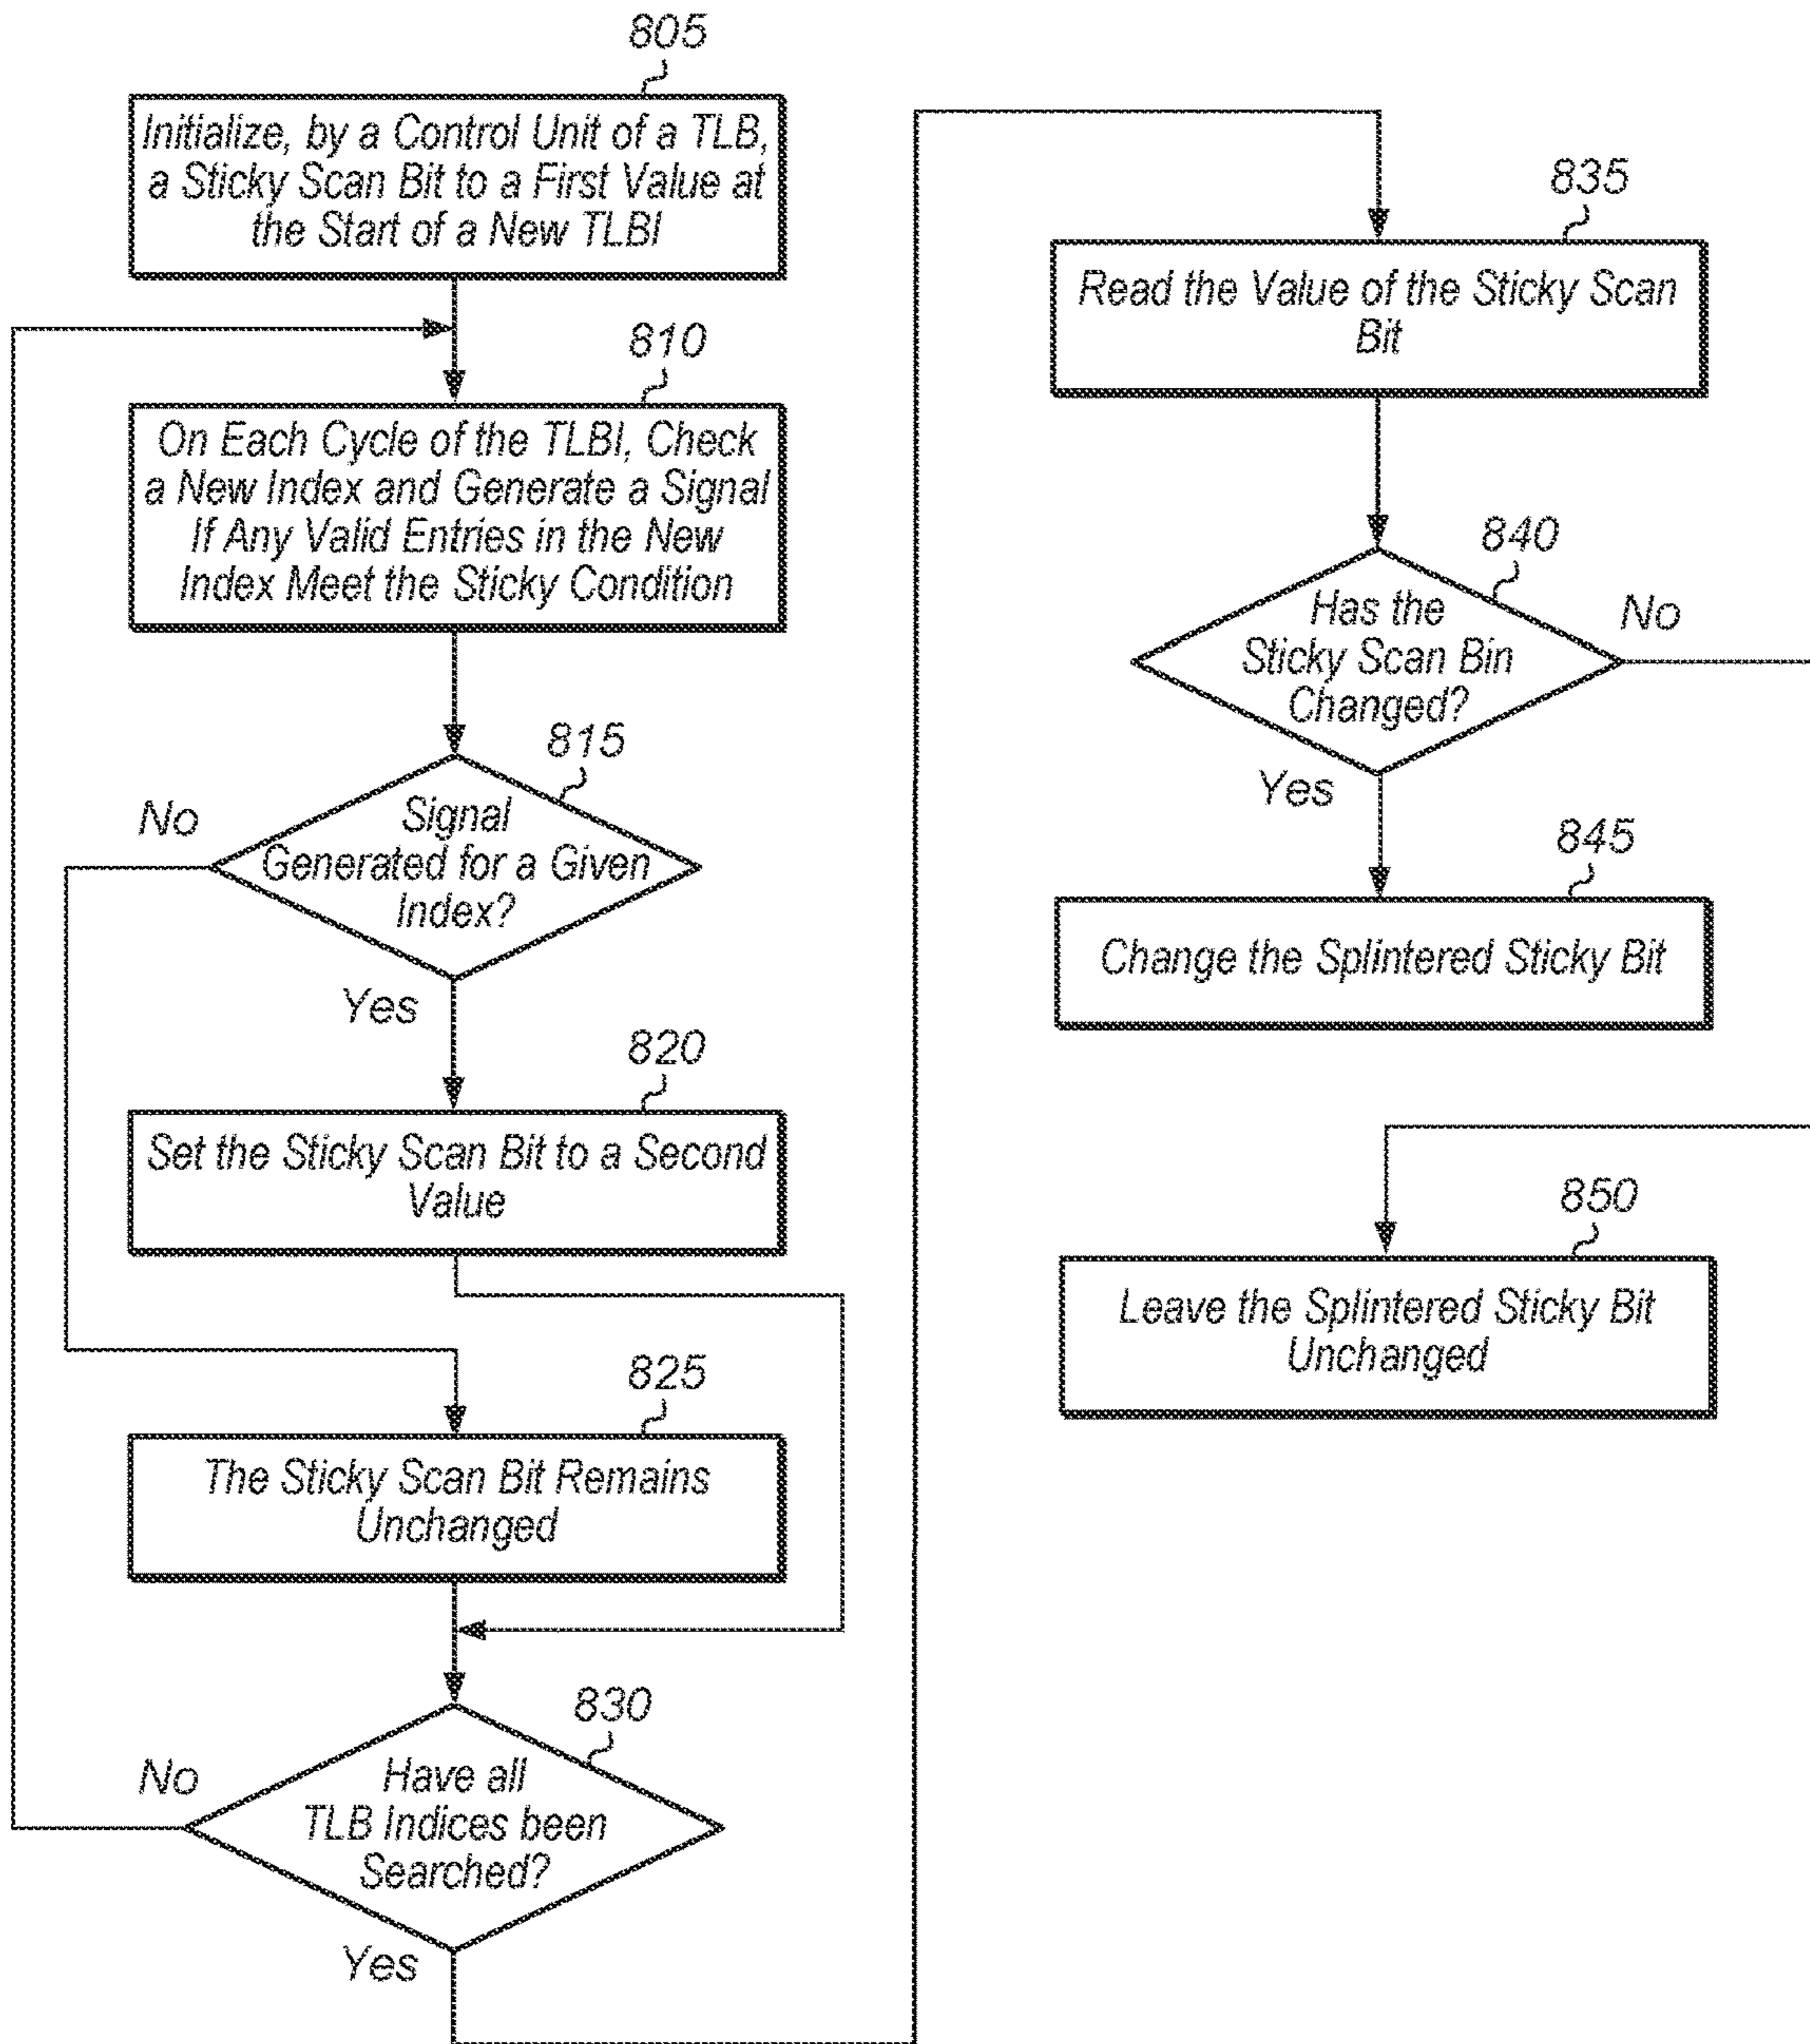 805
Initialize, by a Control Unit of a TLB,
a Sticky Scan Bit to a First Value at
the Start of a New TLBI
810
On Each Cycle of the TLBI, Check
a New Index and Generate a Signal
If Any Valid Entries in the New
Index Meet the Sticky Condition
815
No
Signal
Generated for a Given
Index?
Yes
820
Set the Sticky Scan Bit to a Second
Value
825
The Sticky Scan Bit Remains
Unchanged
830
No
Have all
TLB Indices been
Searched?
Yes
835
Read the Value of the Sticky Scan
Bit
840
Has the
Sticky Scan Bin
Changed?
No
Yes
845
Change the Splintered Sticky Bit
850
Leave the Splintered Sticky Bit
Unchanged